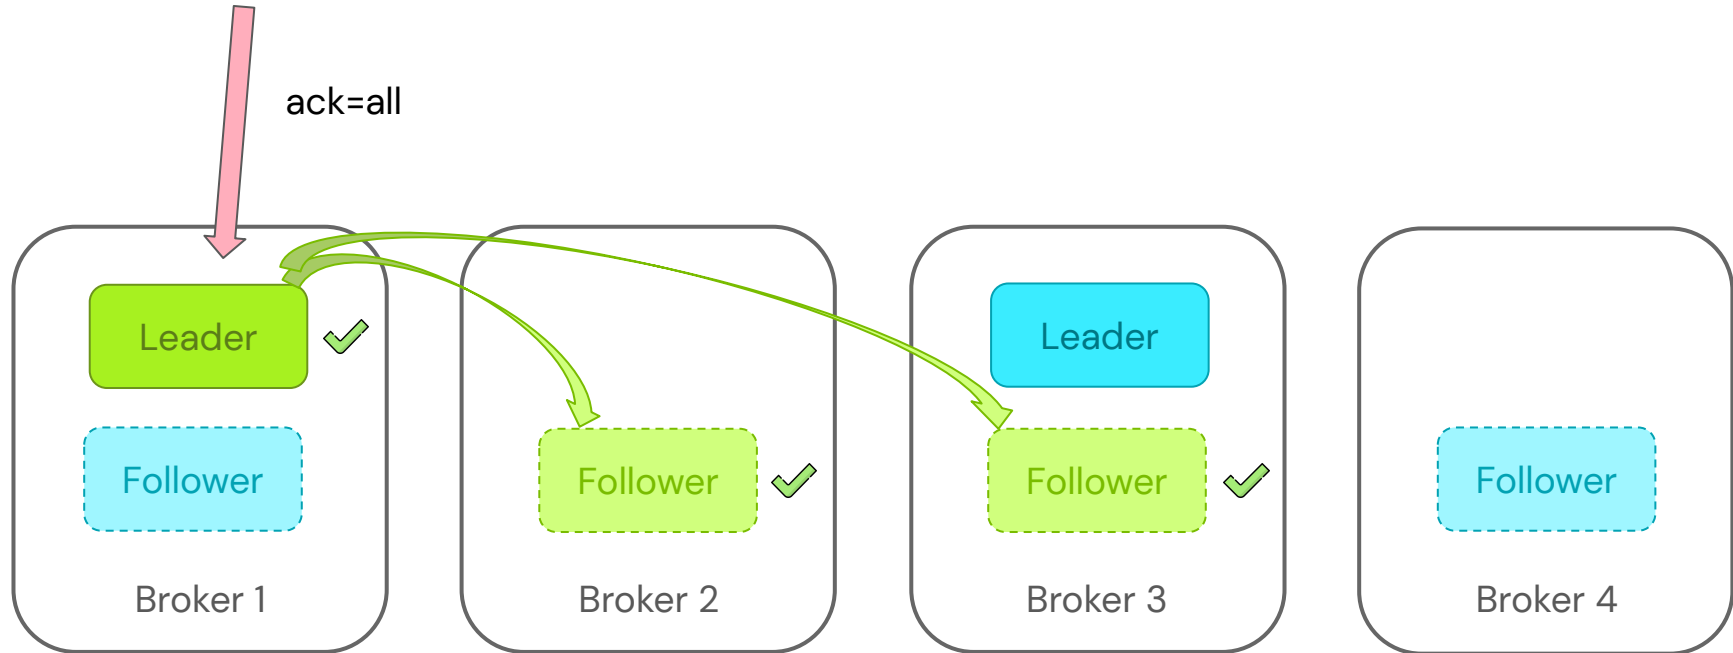 ack=all
Leader
Leader
Follower
Follower
Follower
Follower
Broker 1
Broker 2
Broker 3
Broker 4